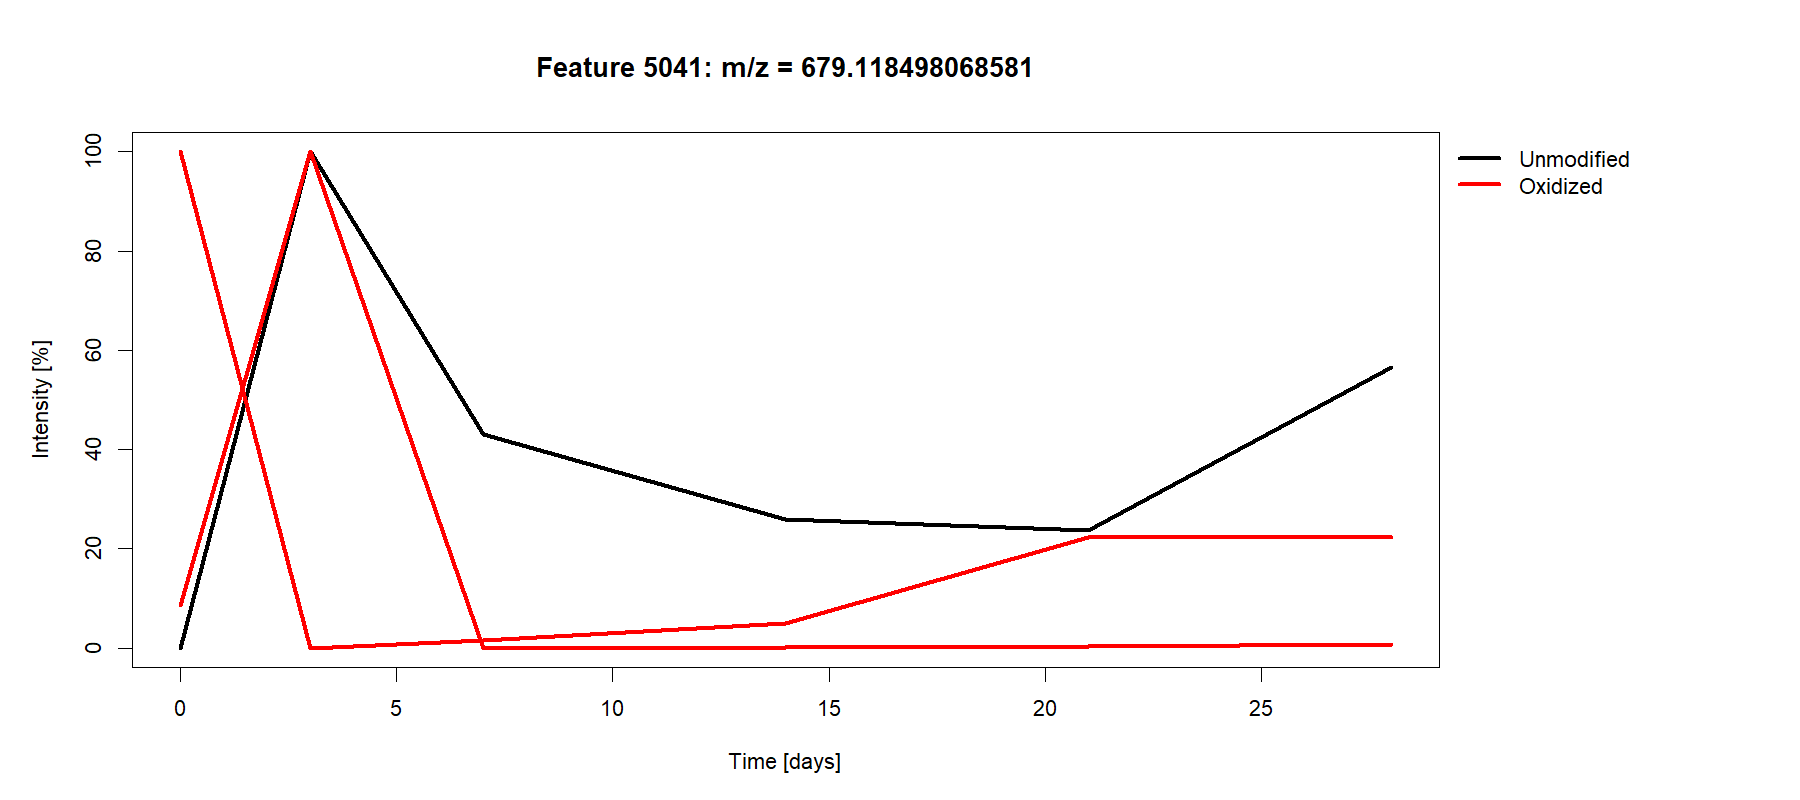 Feature 5041: m/z = 679.118498068581
Unmodified
Oxidized
Intensity [%]
100
80
60
40
20
0
0 5 10 15 20 25
Time [days]